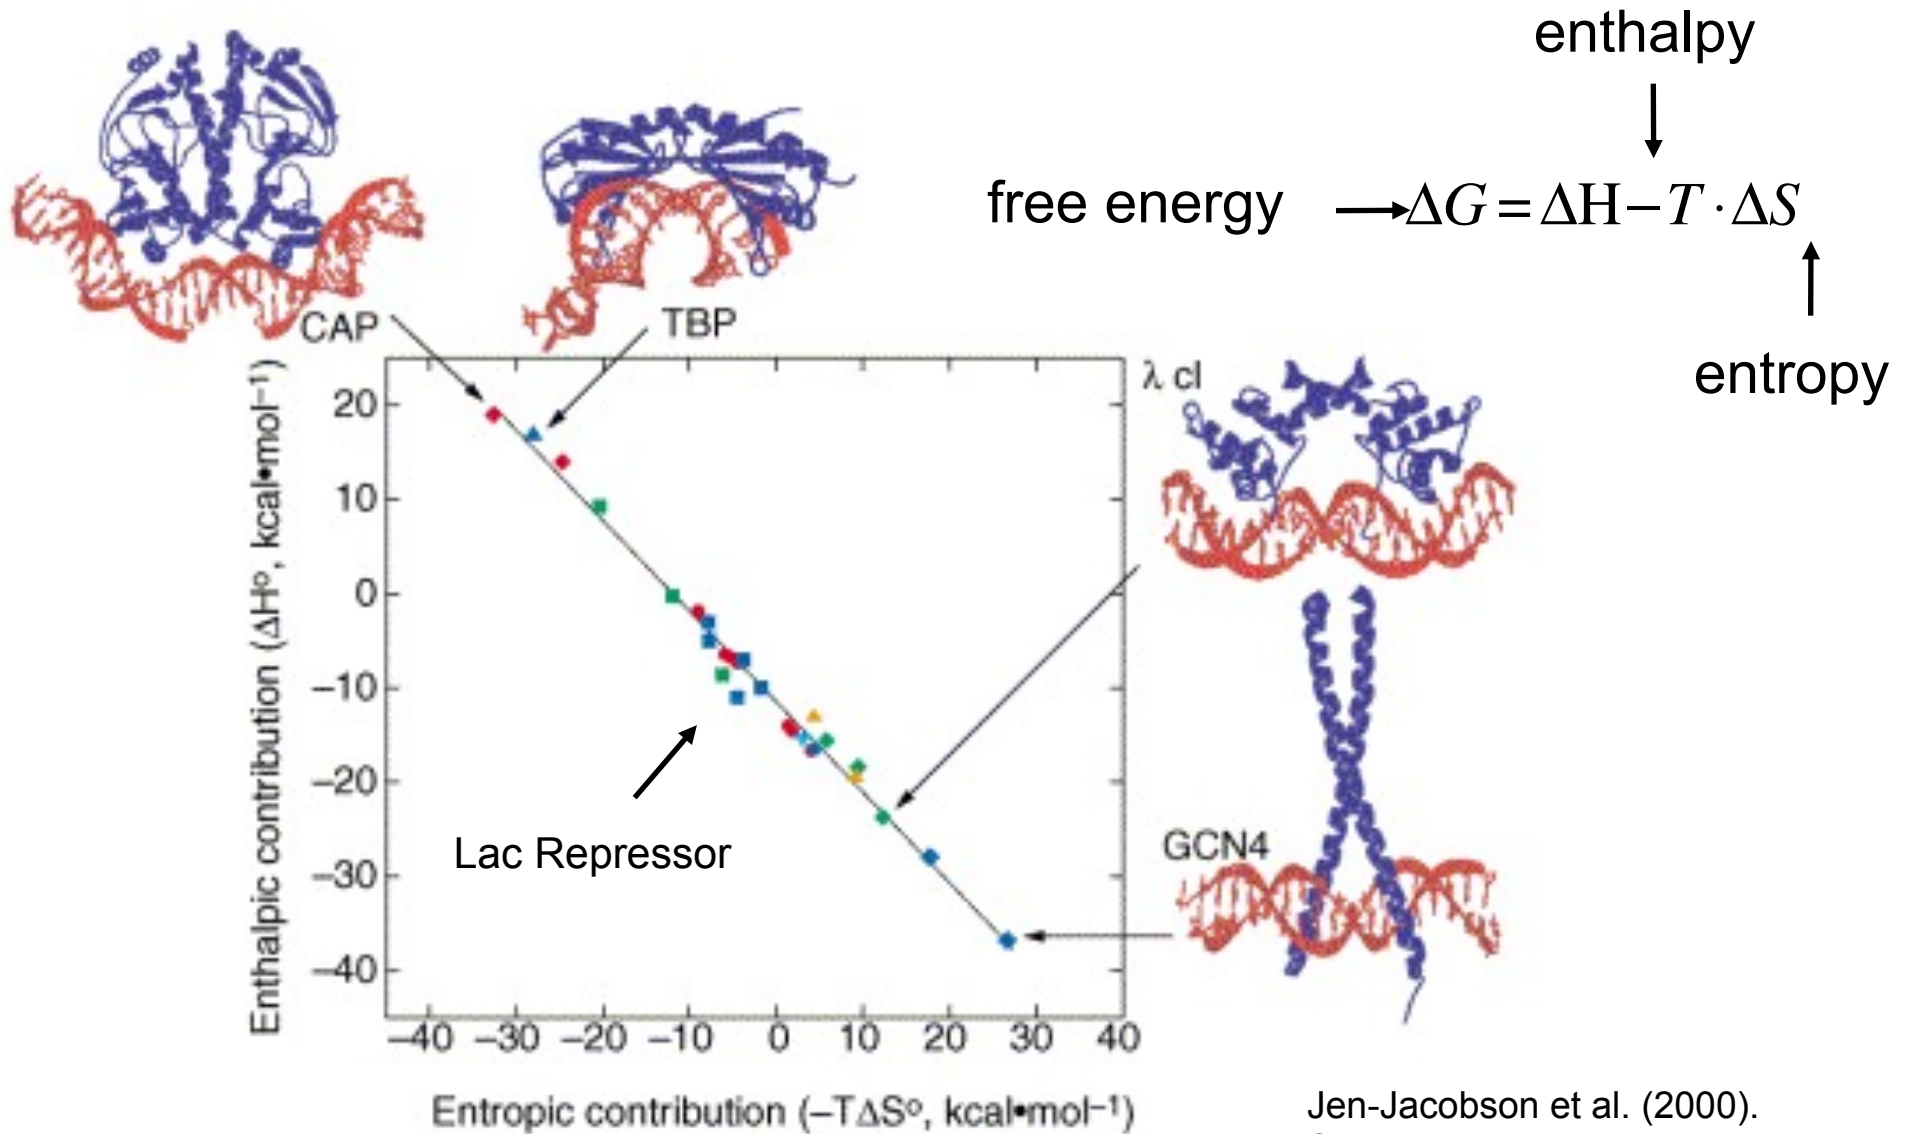 enthalpy
free energy
ΔG = ΔH − T · ΔS
entropy
CAP
TBP
λ cI
GCN4
Lac Repressor
Enthalpic contribution (ΔHº, kcal•mol⁻¹)
20
10
0
−10
−20
−30
−40
−40 −30 −20 −10 0 10 20 30 40
Entropic contribution (−TΔSº, kcal•mol⁻¹)
Jen-Jacobson et al. (2000).